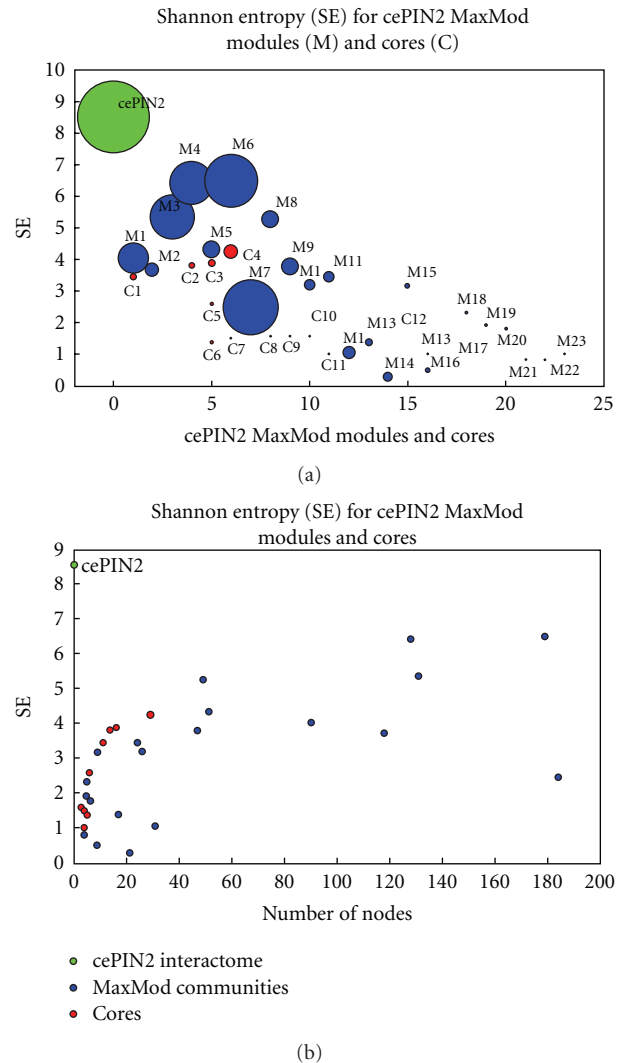 Shannon entropy (SE) for cePIN2 MaxMod
modules (M) and cores (C)
10
9
8
7
6
5
4
3
2
1
0
SE
cePIN2
M6
M4
M3
M8
M1
M2
M5
C4
M9
M11
C1
C2
C3
M7
M1
M15
C5
C10
M13
C12
M18
M19
C6
C7
C8
C9
C11
M1
M13
M17
M20
M23
M14
M16
M21
M22
0
5
10
15
20
25
cePIN2 MaxMod modules and cores
(a)
Shannon entropy (SE) for cePIN2 MaxMod
modules and cores
9
8
7
6
5
4
3
2
1
0
SE
cePIN2
0
20
40
60
80
100
120
140
160
180
200
Number of nodes
cePIN2 interactome
MaxMod communities
Cores
(b)